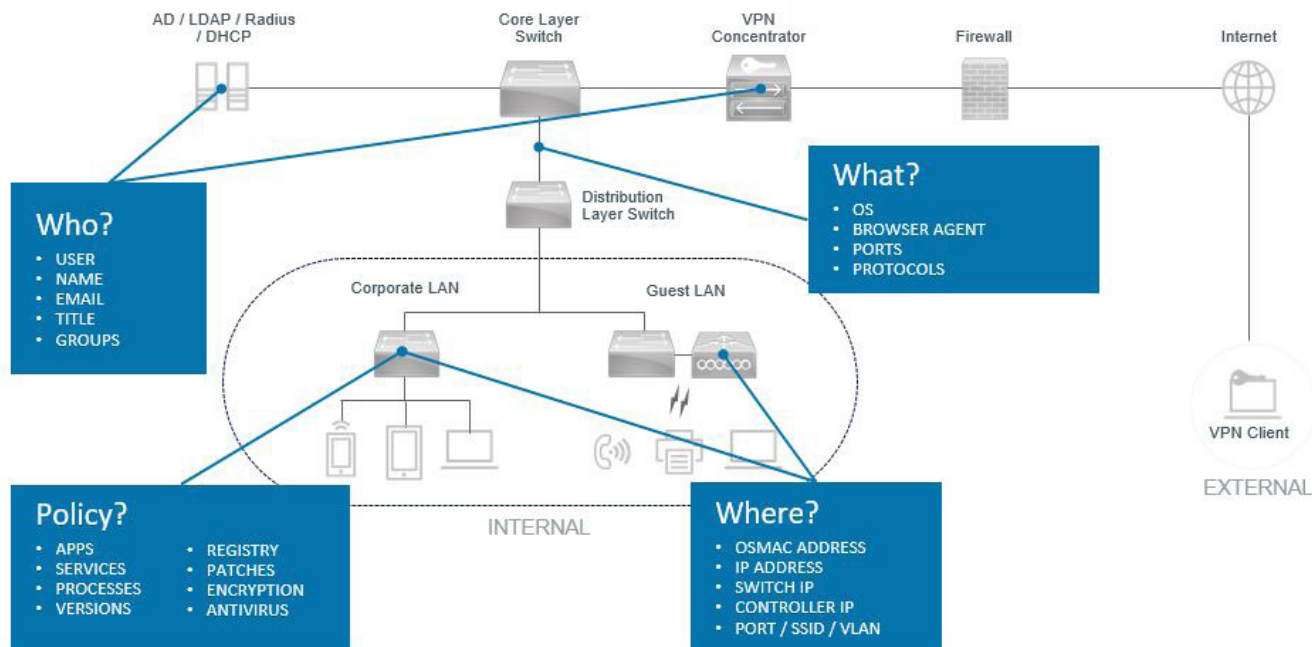 AD / LDAP / Radius
/ DHCP
Core Layer
Switch
VPN
Concentrator
Firewall
Internet
Who?
• USER
• NAME
• EMAIL
• TITLE
• GROUPS
Distribution
Layer Switch
What?
• OS
• BROWSER AGENT
• PORTS
• PROTOCOLS
Corporate LAN
Guest LAN
VPN Client
EXTERNAL
INTERNAL
Policy?
• APPS
• SERVICES
• PROCESSES
• VERSIONS
• REGISTRY
• PATCHES
• ENCRYPTION
• ANTIVIRUS
Where?
• OSMAC ADDRESS
• IP ADDRESS
• SWITCH IP
• CONTROLLER IP
• PORT / SSID / VLAN